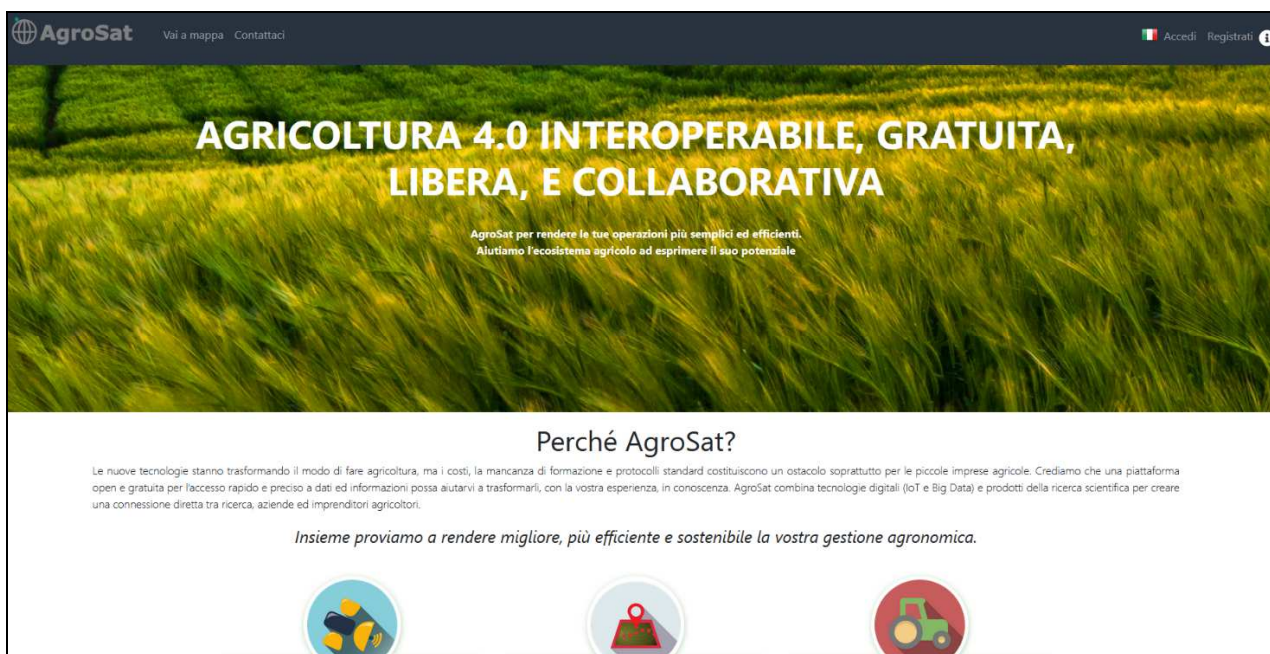 AgroSat Vai a mappa Contattaci Accedi Registrati i
AGRICOLTURA 4.0 INTEROPERABILE, GRATUITA,
LIBERA, E COLLABORATIVA
AgroSat per rendere le tue operazioni più semplici ed efficienti.
Aiutiamo l'ecosistema agricolo ad esprimere il suo potenziale
Perché AgroSat?
Le nuove tecnologie stanno trasformando il modo di fare agricoltura, ma i costi, la mancanza di formazione e protocolli standard costituiscono un ostacolo soprattutto per le piccole imprese agricole. Crediamo che una piattaforma
open e gratuita per l'accesso rapido e preciso a dati ed informazioni possa aiutarvi a trasformarli, con la vostra esperienza, in conoscenza. AgroSat combina tecnologie digitali (IoT e Big Data) e prodotti della ricerca scientifica per creare
una connessione diretta tra ricerca, aziende ed imprenditori agricoltori.
Insieme proviamo a rendere migliore, più efficiente e sostenibile la vostra gestione agronomica.